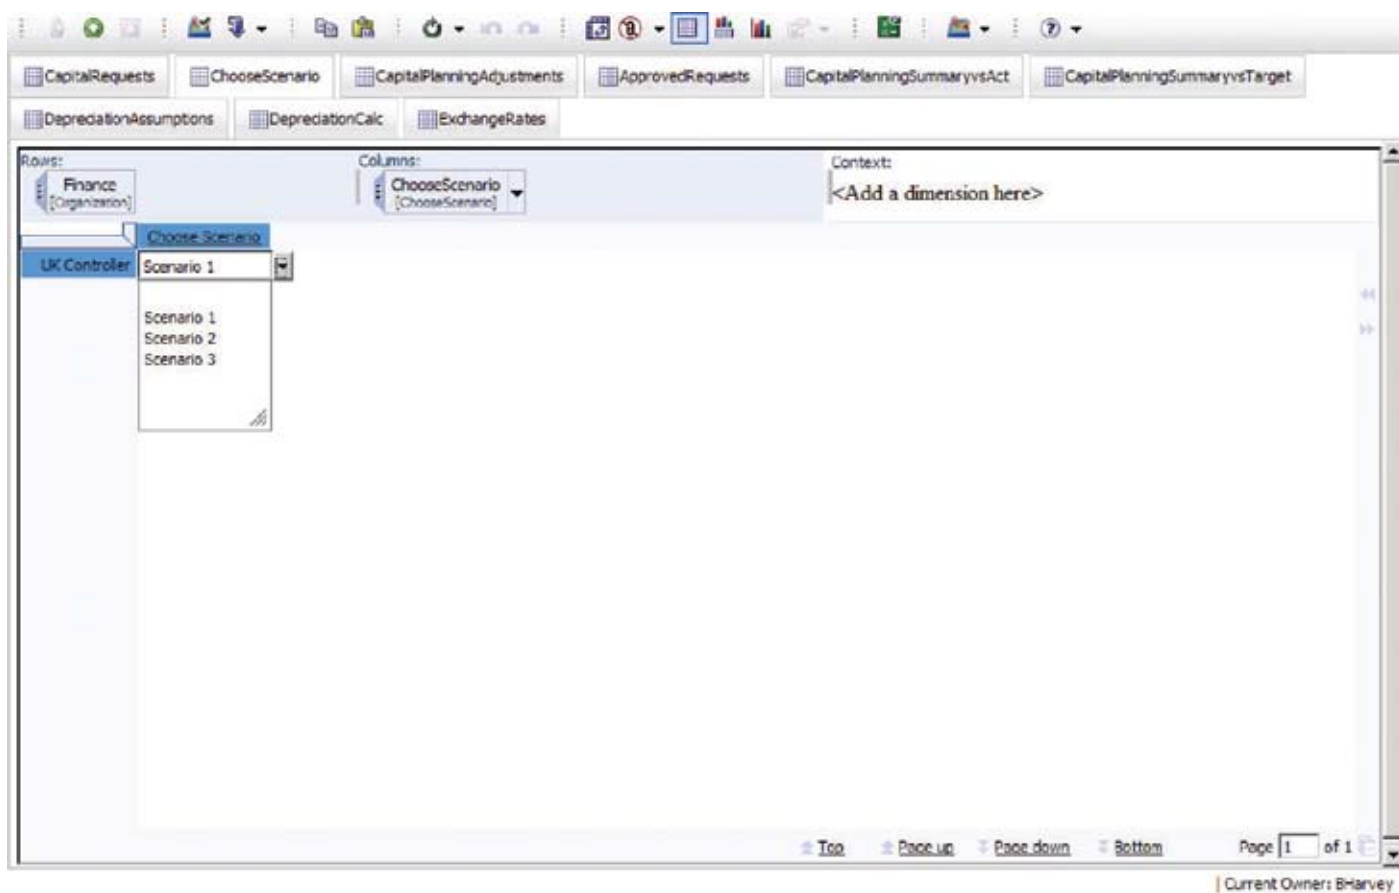 CapitalRequests ChooseScenario CapitalPlanningAdjustments ApprovedRequests CapitalPlanningSummaryvsAct CapitalPlanningSummaryvsTarget
DepreciationAssumptions DepreciationCalc ExchangeRates
Rows: Columns: Context:
Finance ChooseScenario <Add a dimension here>
[Organization] [ChooseScenario]
Choose Scenario
UK Controller Scenario 1
Scenario 1
Scenario 2
Scenario 3
Top Page up Page down Bottom Page 1 of 1
Current Owner: BHarvey